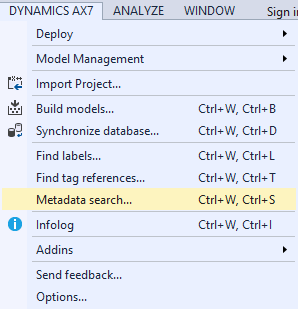 DYNAMICS AX7 ANALYZE WINDOW Sign i
Deploy
Model Management
Import Project...
Build models... Ctrl+W, Ctrl+B
Synchronize database... Ctrl+W, Ctrl+D
Find labels... Ctrl+W, Ctrl+L
Find tag references... Ctrl+W, Ctrl+T
Metadata search... Ctrl+W, Ctrl+S
Infolog Ctrl+W, Ctrl+I
Addins
Send feedback...
Options...